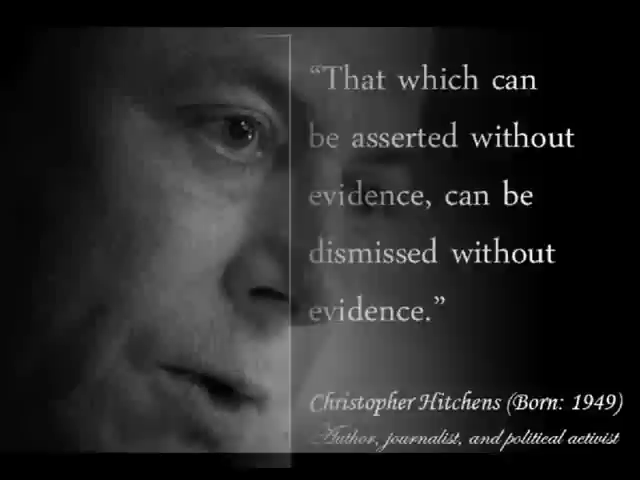 “That which can
be asserted without
evidence, can be
dismissed without
evidence.”
Christopher Hitchens (Born: 1949)
Author, journalist, and political activist